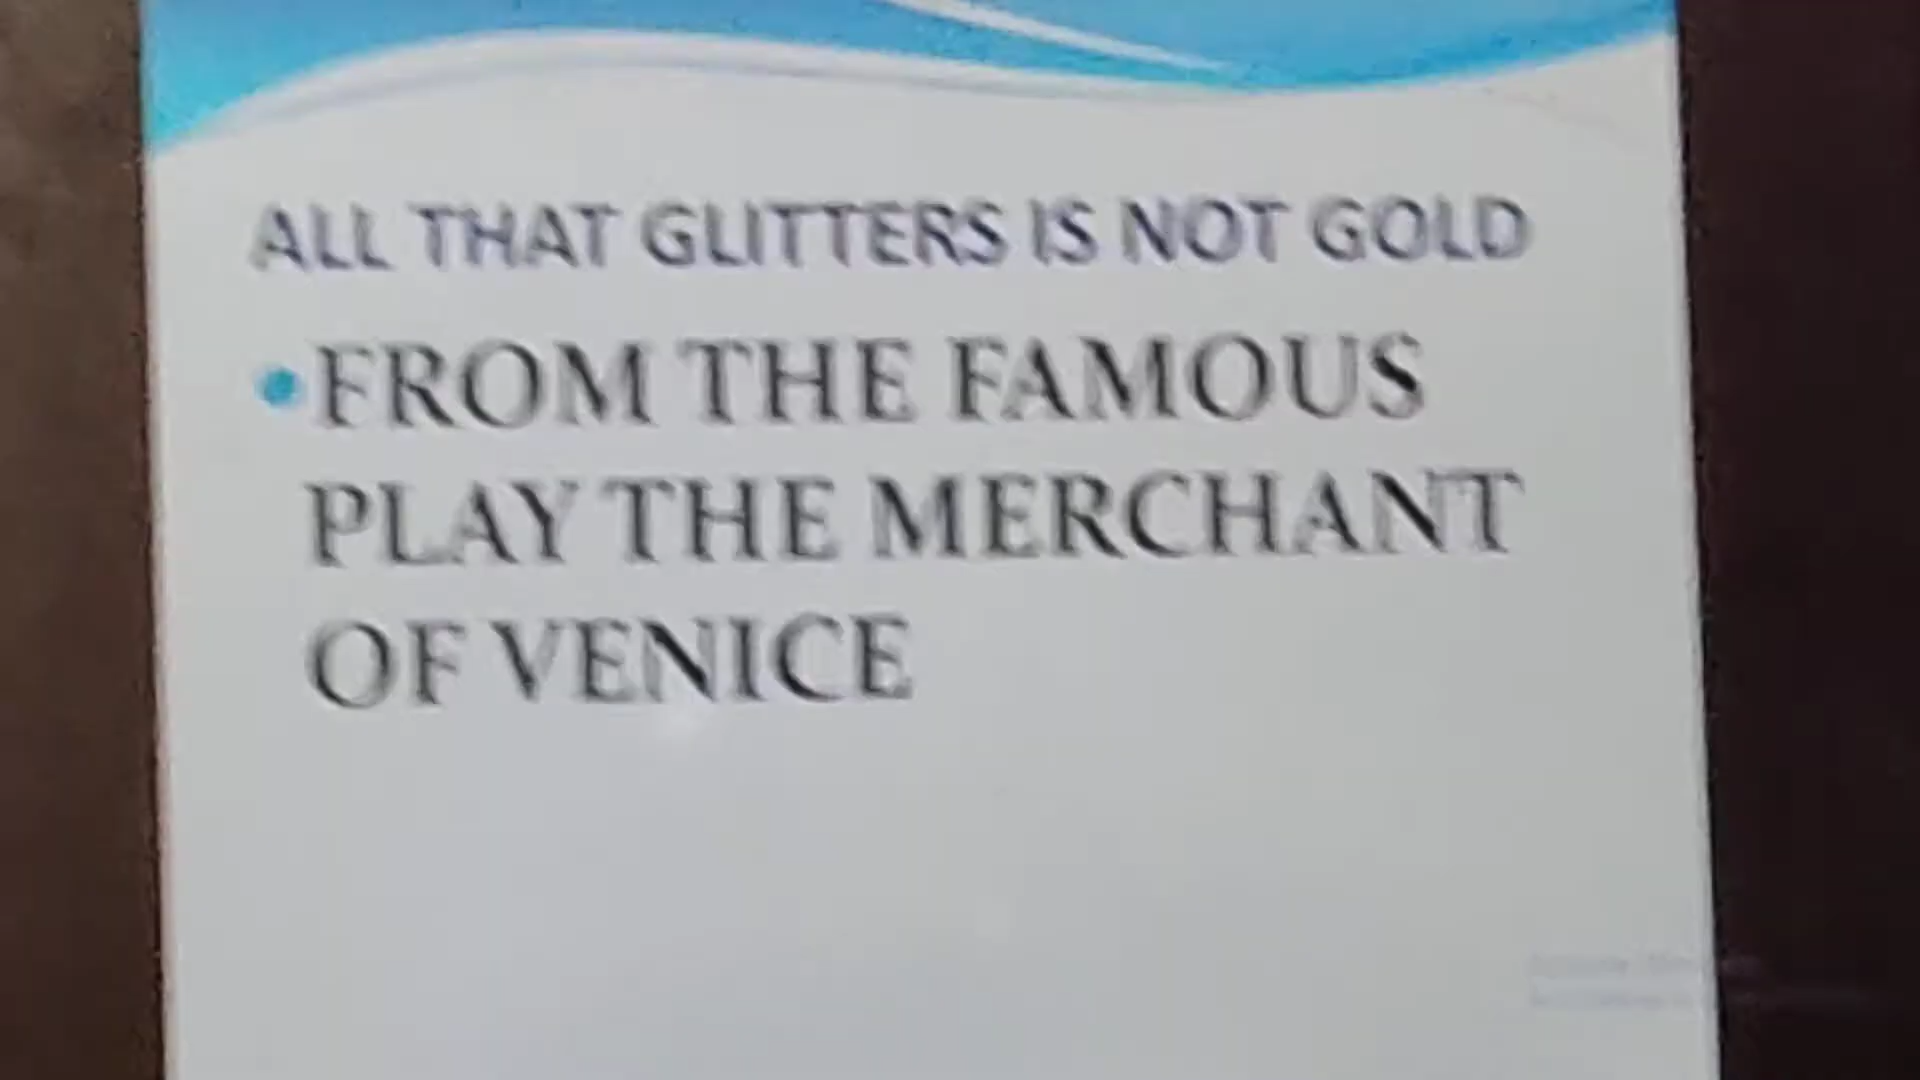 ALL THAT GLITTERS IS NOT GOLD
•FROM THE FAMOUS
PLAY THE MERCHANT
OF VENICE